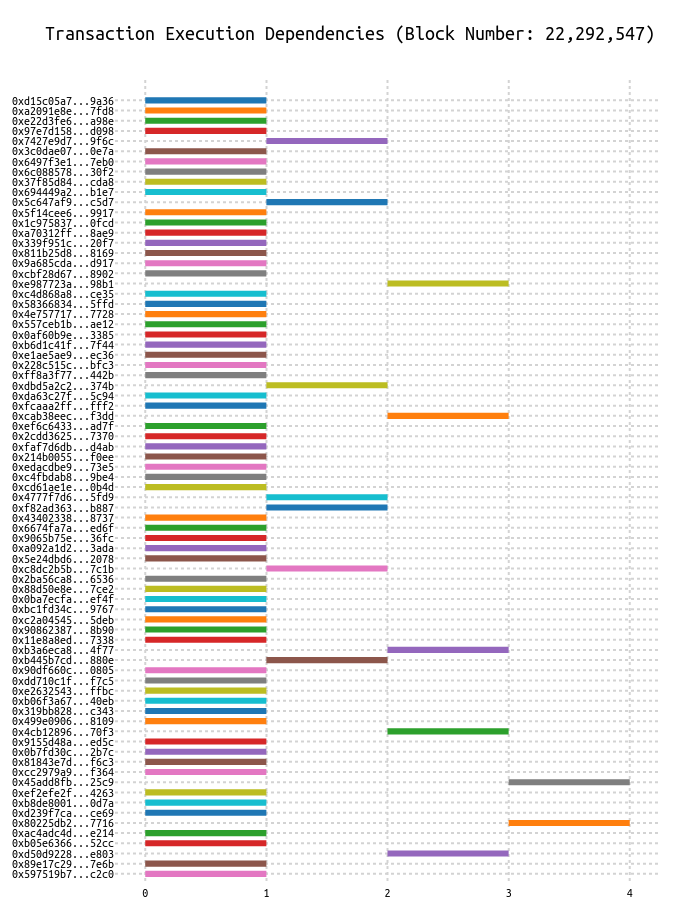 Transaction Execution Dependencies (Block Number: 22,292,547)
0xd15c05a7...9a36
0xa2091e8e...7fd8
0xe22d3fe6...a98e
0x97e7d158...d098
0x7427e9d7...9f6c
0x3c0dae07...0e7a
0x6497f3e1...7eb0
0x6c088578...30f2
0x37f85d84...cda8
0x694449a2...b1e7
0x5c647af9...c5d7
0x5f14cee6...9917
0x1c975837...0fcd
0xa70312ff...8ae9
0x339f951c...20f7
0x811b25d8...8169
0x9a685cda...d917
0xcbf28d67...8902
0xe987723a...98b1
0xc4d868a8...ce35
0x58366834...5ffd
0x4e757717...7728
0x557ceb1b...ae12
0x0af60b9e...3385
0xb6d1c41f...7f44
0xe1ae5ae9...ec36
0x228c515c...bfc3
0xff8a3f77...442b
0xdbd5a2c2...374b
0xda63c27f...5c94
0xfcaaa2ff...fff2
0xcab38eec...f3dd
0xef6c6433...ad7f
0x2cdd3625...7370
0xfaf7d6db...d4ab
0x214b0055...f0ee
0xedacdbe9...73e5
0xc4fbdab8...9be4
0xcd61ae1e...0b4d
0x4777f7d6...5fd9
0xf82ad363...b887
0x43402338...8737
0x6674fa7a...ed6f
0x9065b75e...36fc
0xa092a1d2...3ada
0x5e24dbd6...2078
0xc8dc2b5b...7c1b
0x2ba56ca8...6536
0x88d50e8e...7ce2
0x0ba7ecfa...ef4f
0xbc1fd34c...9767
0xc2a04545...5deb
0x90862387...8b90
0x11e8a8ed...7338
0xb3a6eca8...4f77
0xb445b7cd...880e
0x90df660c...0805
0xdd710c1f...f7c5
0xe2632543...ffbc
0xb06f3a67...40eb
0x319bb828...c343
0x499e0906...8109
0x4cb12896...70f3
0x9155d48a...ed5c
0x0b7fd30c...2b7c
0x81843e7d...f6c3
0xcc2979a9...f364
0x45add8fb...25c9
0xef2efe2f...4263
0xb8de8001...0d7a
0xd239f7ca...ce69
0x80225db2...7716
0xac4adc4d...e214
0xb05e6366...52cc
0xd50d9228...e803
0x89e17c29...7e6b
0x597519b7...c2c0
0 1 2 3 4